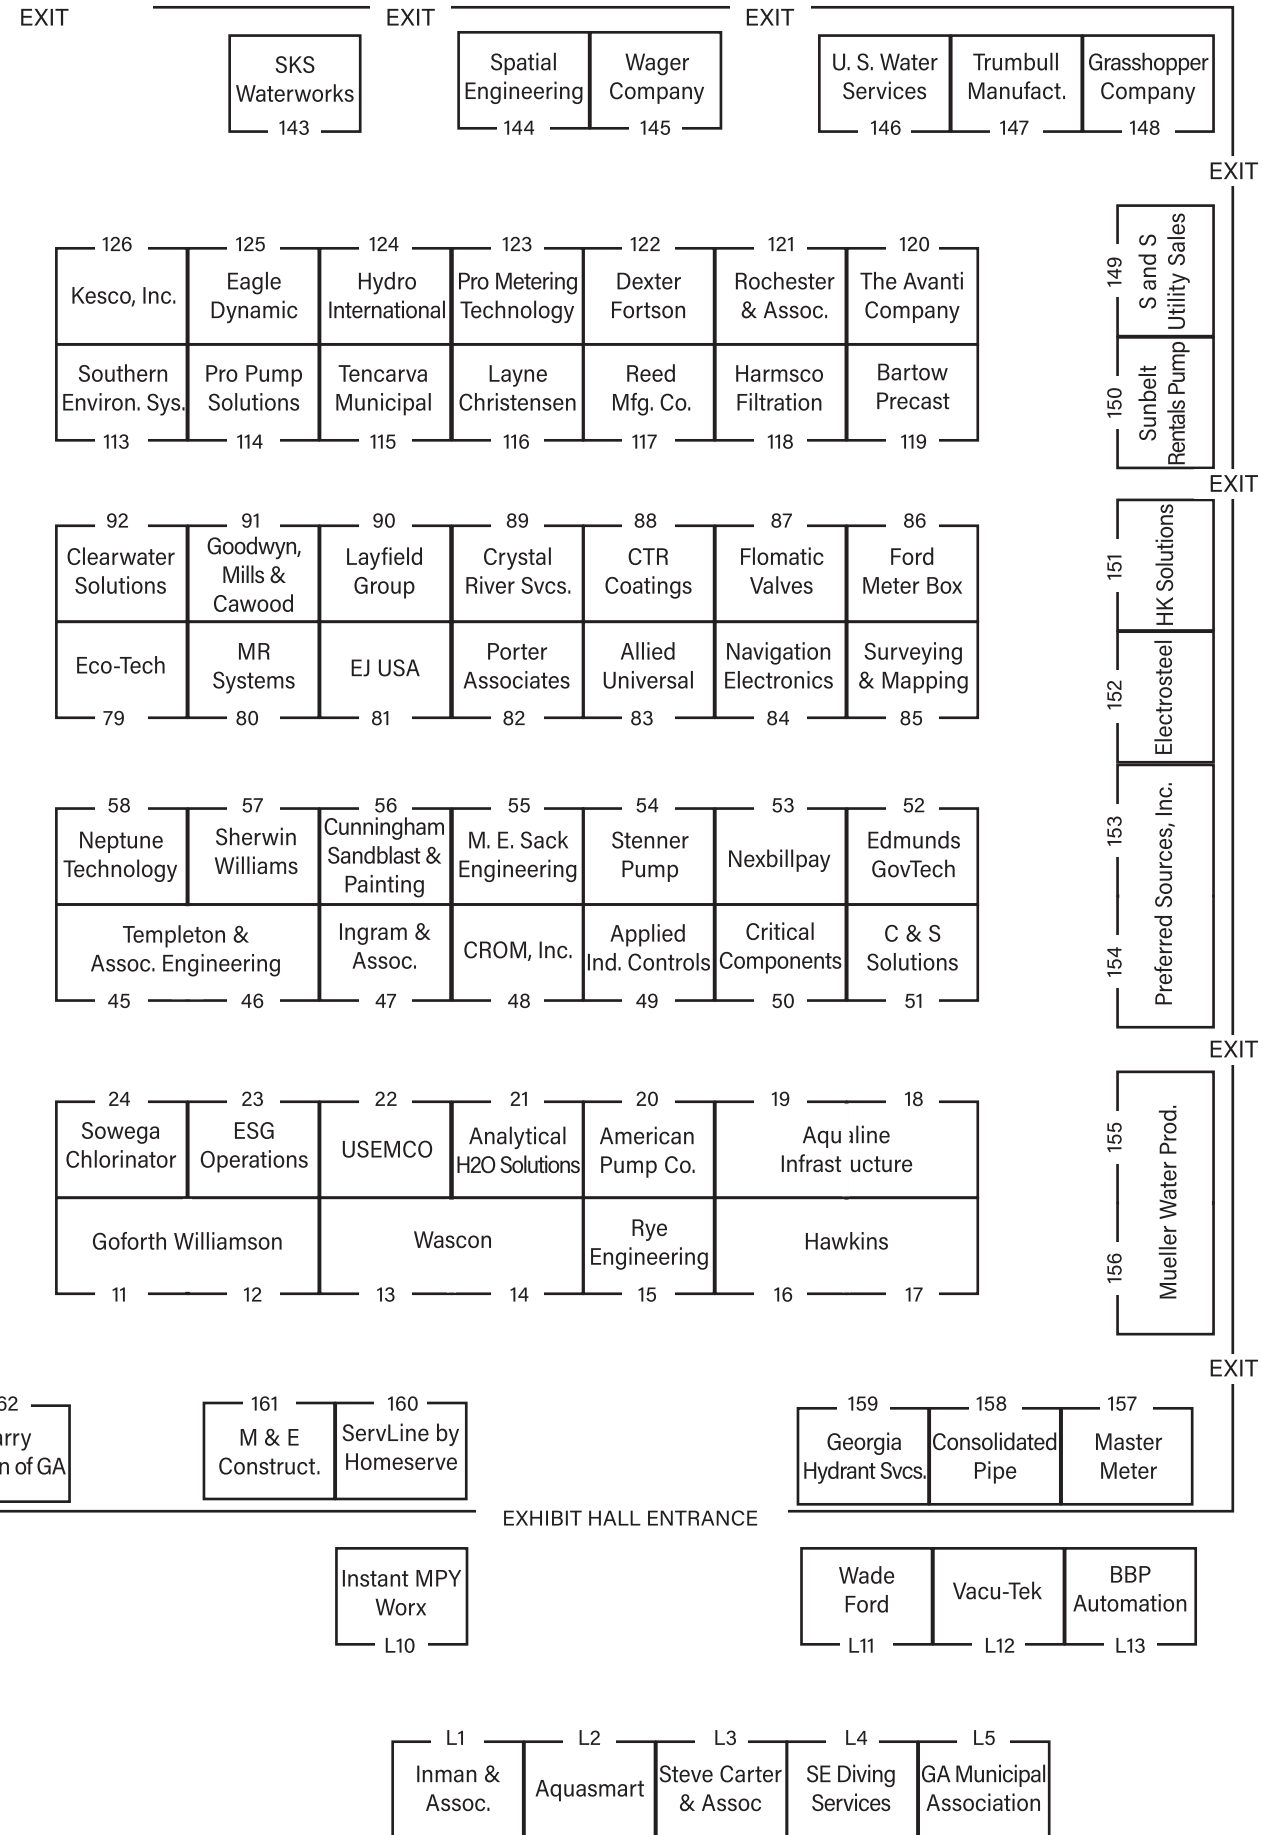 EXIT
EXIT
EXIT
SKS
Waterworks
143
Spatial
Engineering
144
Wager
Company
145
U. S. Water
Services
146
Trumbull
Manufact.
147
Grasshopper
Company
148
EXIT
126
Kesco, Inc.
125
Eagle
Dynamic
124
Hydro
International
123
Pro Metering
Technology
122
Dexter
Fortson
121
Rochester
& Assoc.
120
The Avanti
Company
Southern
Environ. Sys.
113
Pro Pump
Solutions
114
Tencarva
Municipal
115
Layne
Christensen
116
Reed
Mfg. Co.
117
Harmsco
Filtration
118
Bartow
Precast
119
149
S and S
Utility Sales
150
Sunbelt
Rentals Pump
EXIT
92
Clearwater
Solutions
91
Goodwyn,
Mills &
Cawood
90
Layfield
Group
89
Crystal
River Svcs.
88
CTR
Coatings
87
Flomatic
Valves
86
Ford
Meter Box
Eco-Tech
79
MR
Systems
80
EJ USA
81
Porter
Associates
82
Allied
Universal
83
Navigation
Electronics
84
Surveying
& Mapping
85
151
HK Solutions
152
Electrosteel
153
154
Preferred Sources, Inc.
58
Neptune
Technology
57
Sherwin
Williams
56
Cunningham
Sandblast &
Painting
55
M. E. Sack
Engineering
54
Stenner
Pump
53
Nexbillpay
52
Edmunds
GovTech
Templeton &
Assoc. Engineering
45
46
Ingram &
Assoc.
47
CROM, Inc.
48
Applied
Ind. Controls
49
Critical
Components
50
C & S
Solutions
51
EXIT
24
Sowega
Chlorinator
23
ESG
Operations
22
USEMCO
21
Analytical
H2O Solutions
20
American
Pump Co.
19
18
Aqualine
Infrastructure
Goforth Williamson
11
12
Wascon
13
14
Rye
Engineering
15
Hawkins
16
17
155
156
Mueller Water Prod.
EXIT
62
arry
n of GA
161
M & E
Construct.
160
ServLine by
Homeserve
159
Georgia
Hydrant Svcs.
158
Consolidated
Pipe
157
Master
Meter
EXHIBIT HALL ENTRANCE
Instant MPY
Worx
L10
Wade
Ford
L11
Vacu-Tek
L12
BBP
Automation
L13
L1
Inman &
Assoc.
L2
Aquasmart
L3
Steve Carter
& Assoc
L4
SE Diving
Services
L5
GA Municipal
Association